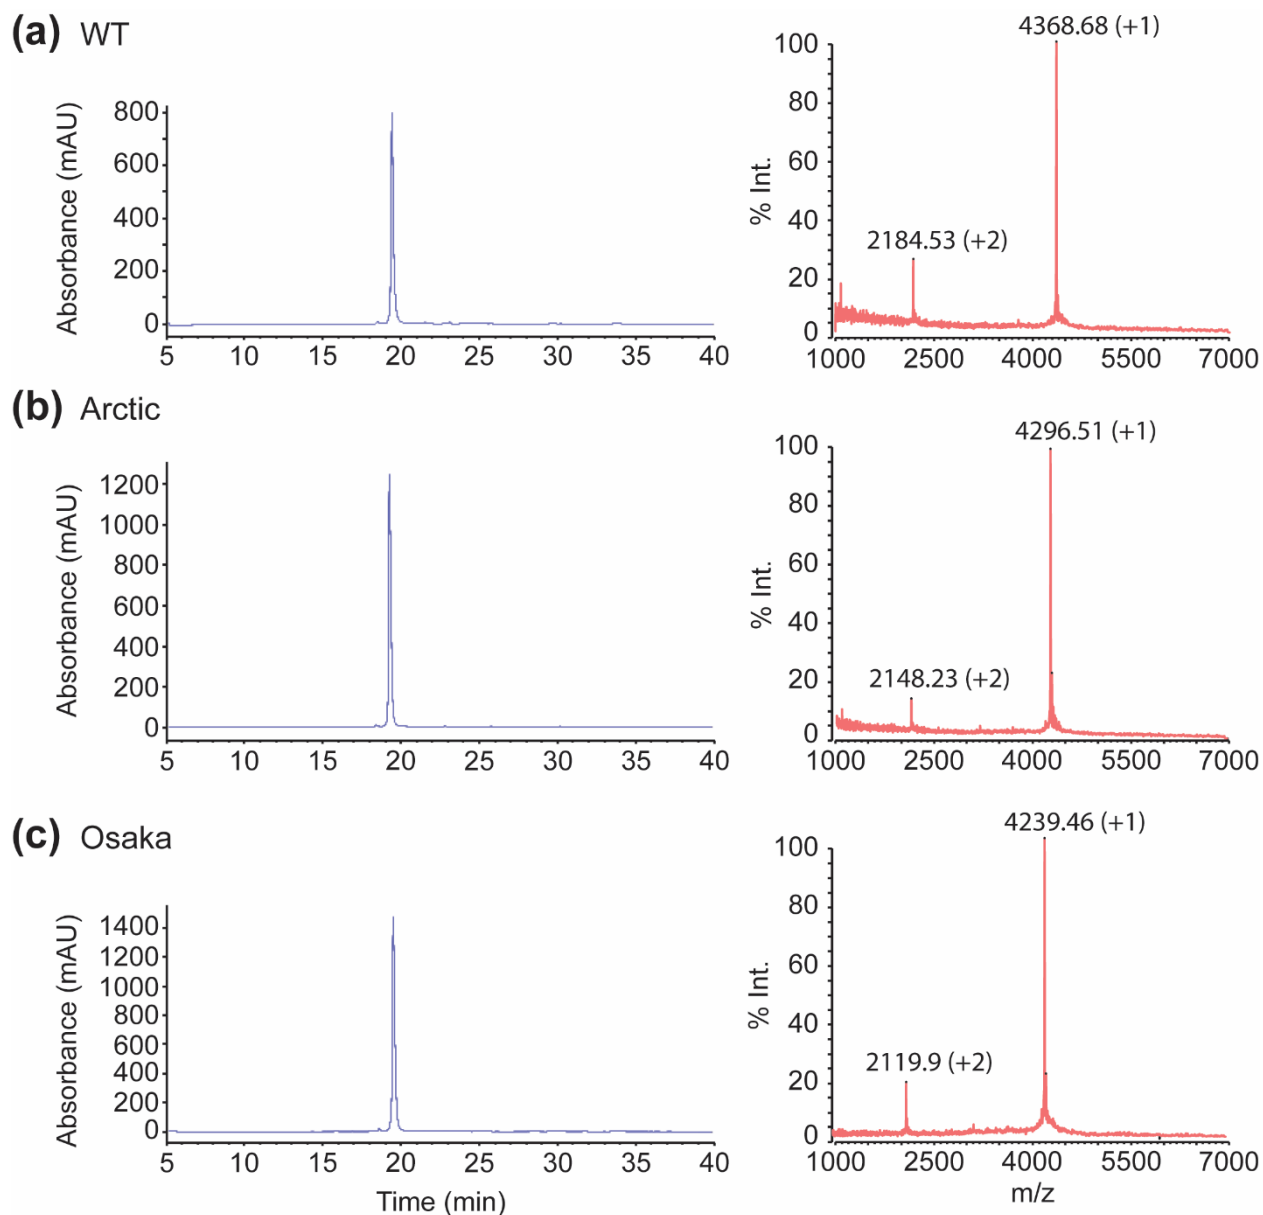 (a) WT
Absorbance (mAU)
800
600
400
200
0
5 10 15 20 25 30 35 40
4368.68 (+1)
% Int.
100
80
60
40
20
0
2184.53 (+2)
1000 2500 4000 5500 7000
(b) Arctic
Absorbance (mAU)
1200
1000
800
600
400
200
0
5 10 15 20 25 30 35 40
4296.51 (+1)
% Int.
100
80
60
40
20
0
2148.23 (+2)
1000 2500 4000 5500 7000
(c) Osaka
Absorbance (mAU)
1400
1200
1000
800
600
400
200
0
5 10 15 20 25 30 35 40
Time (min)
4239.46 (+1)
% Int.
100
80
60
40
20
0
2119.9 (+2)
1000 2500 4000 5500 7000
m/z